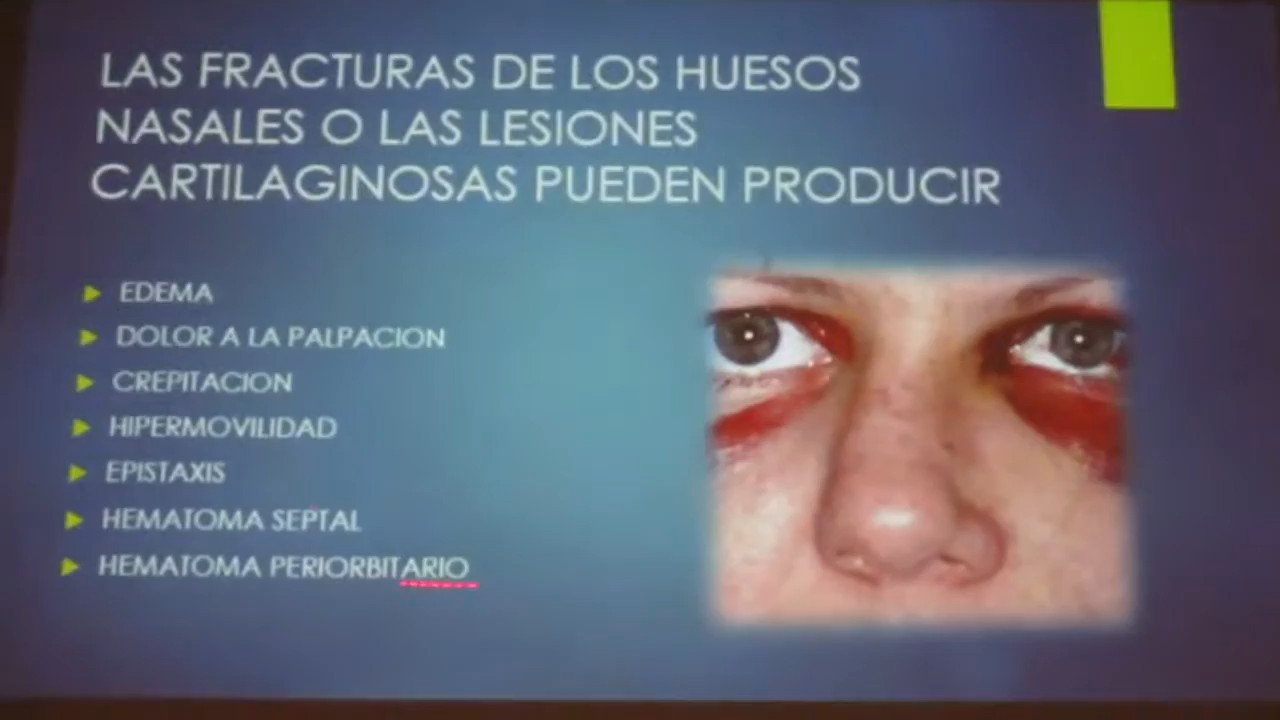 LAS FRACTURAS DE LOS HUESOS
NASALES O LAS LESIONES
CARTILAGINOSAS PUEDEN PRODUCIR
EDEMA
DOLOR A LA PALPACION
CREPITACION
HIPERMOVILIDAD
EPISTAXIS
HEMATOMA SEPTAL
HEMATOMA PERIORBITARIO